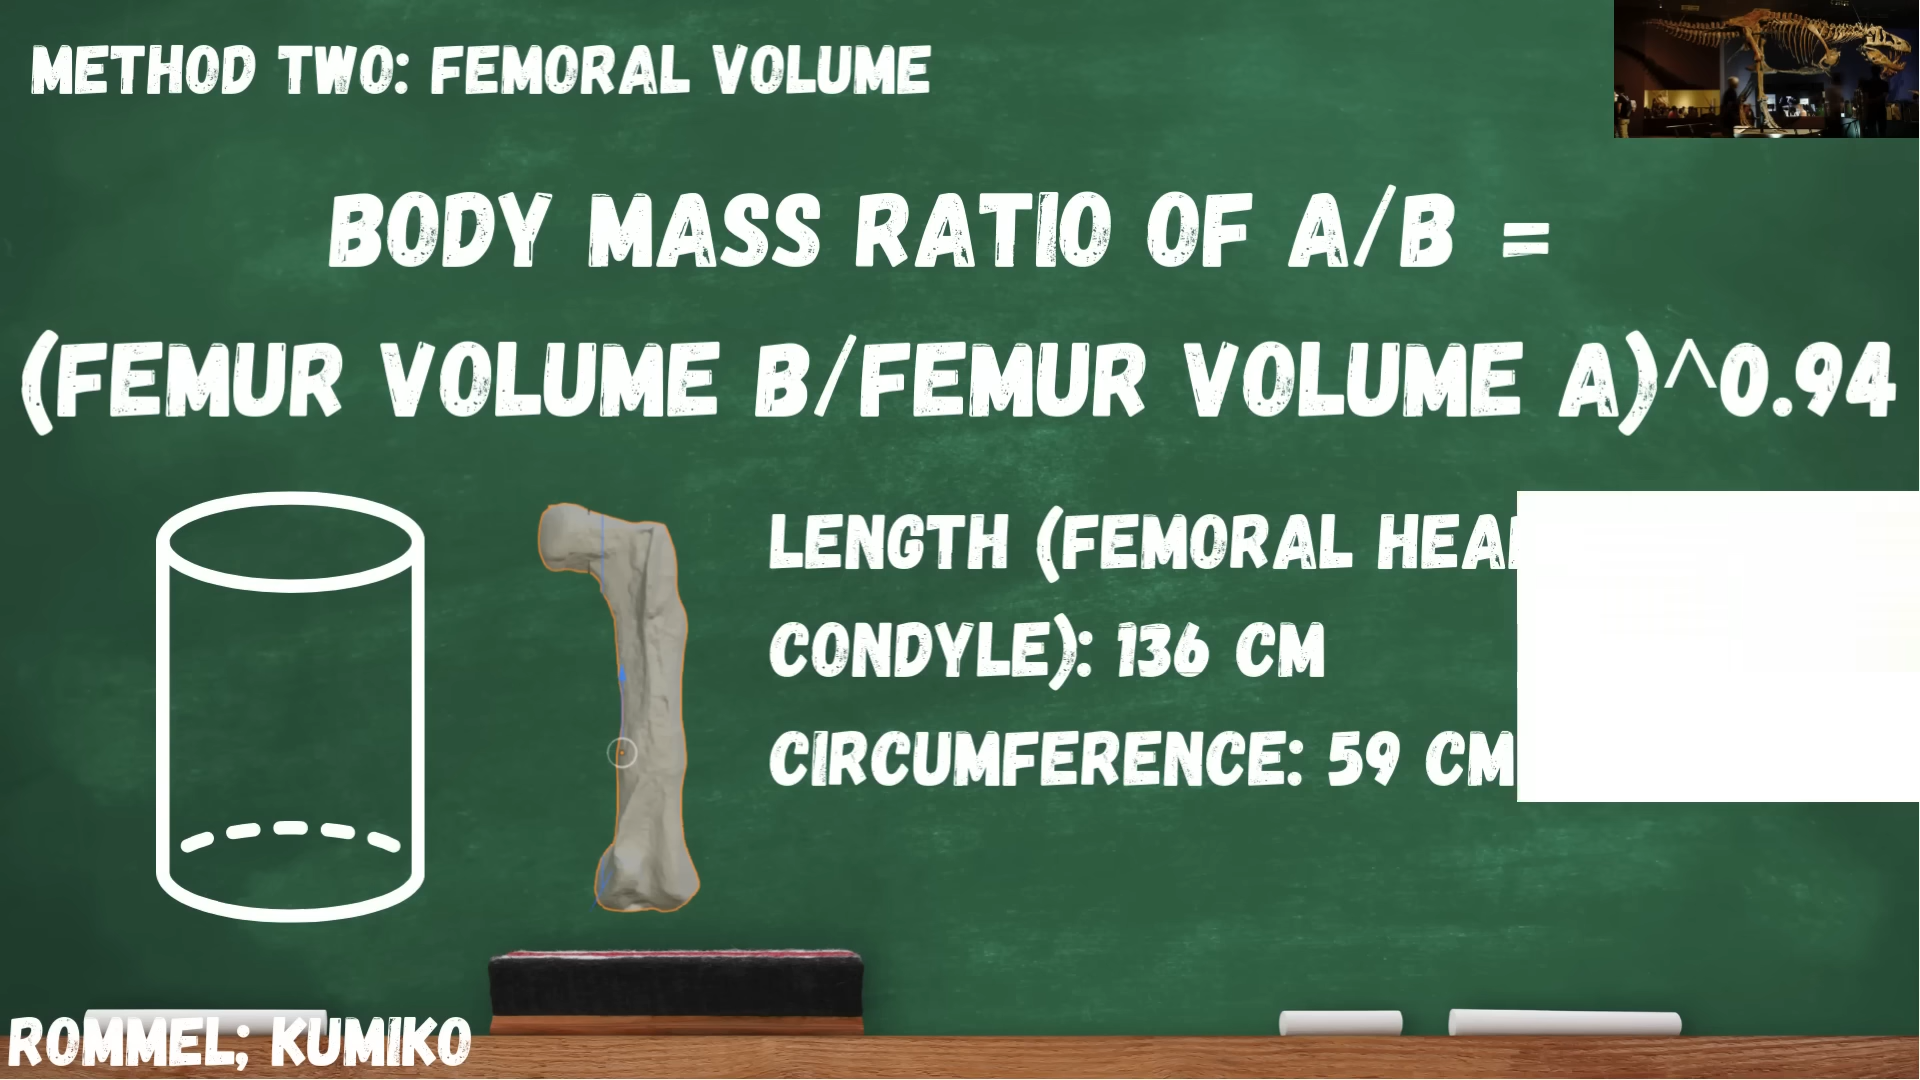 METHOD TWO: FEMORAL VOLUME
BODY MASS RATIO OF A/B =
(FEMUR VOLUME B/FEMUR VOLUME A)^0.94
LENGTH (FEMORAL HEA
CONDYLE): 136 CM
CIRCUMFERENCE: 59 CM
ROMMEL; KUMIKO